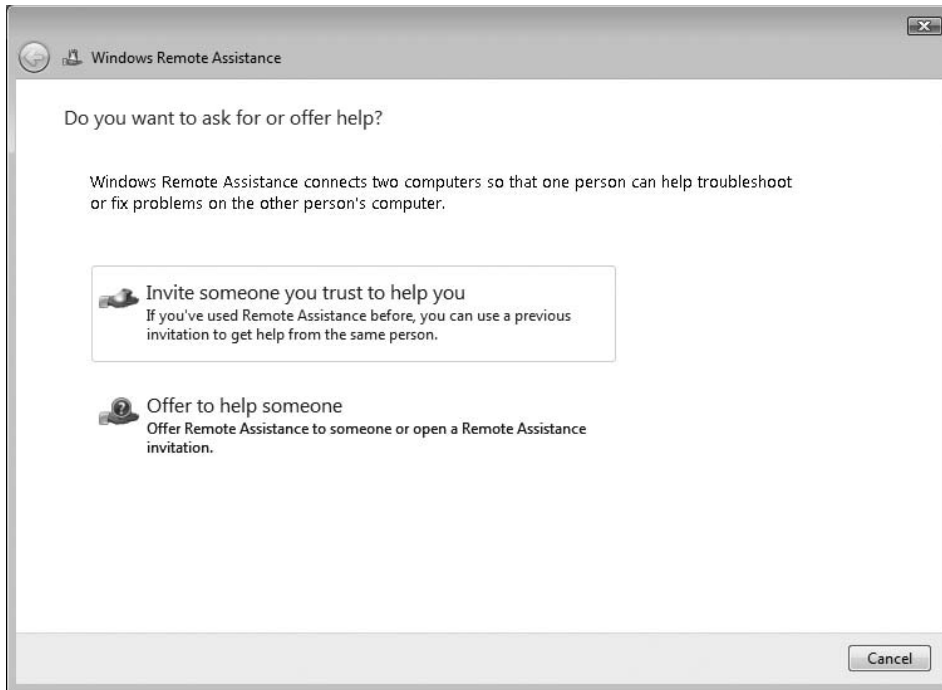 Windows Remote Assistance
Do you want to ask for or offer help?
Windows Remote Assistance connects two computers so that one person can help troubleshoot
or fix problems on the other person's computer.
Invite someone you trust to help you
If you've used Remote Assistance before, you can use a previous
invitation to get help from the same person.
Offer to help someone
Offer Remote Assistance to someone or open a Remote Assistance
invitation.
Cancel